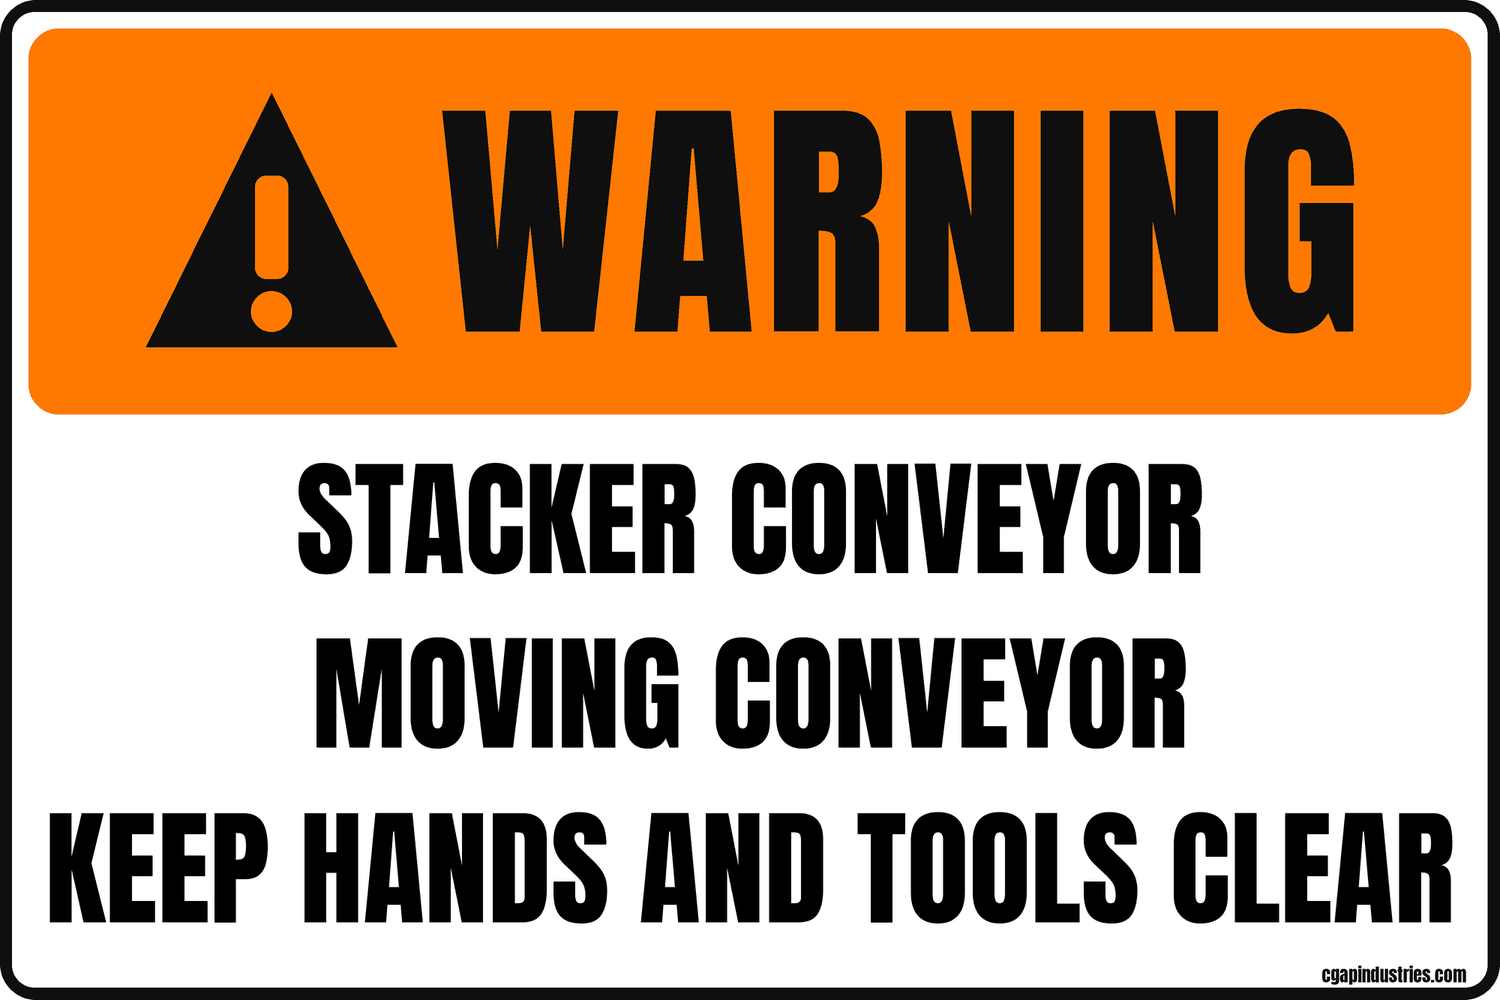 WARNING
STACKER CONVEYOR
MOVING CONVEYOR
KEEP HANDS AND TOOLS CLEAR
cgapindustries.com